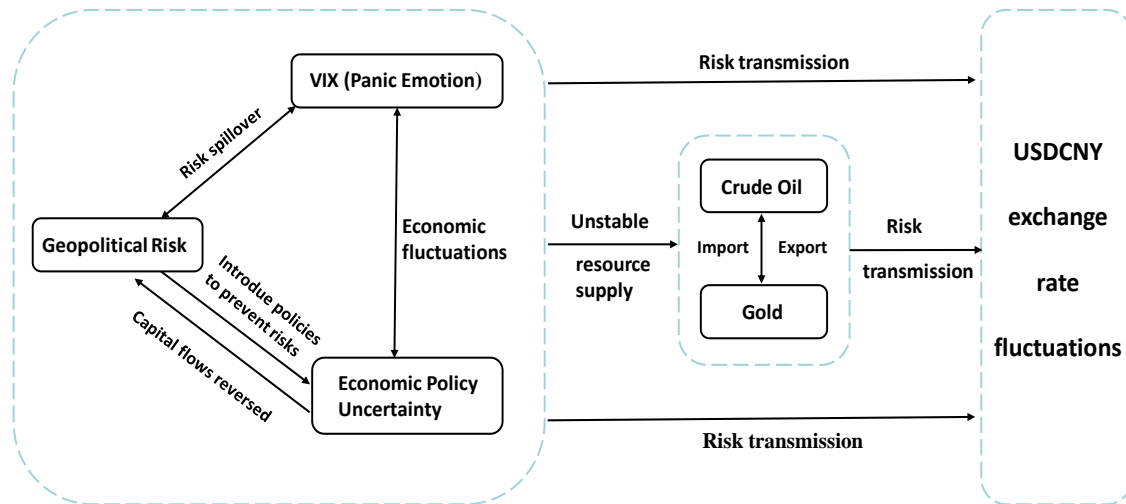 VIX (Panic Emotion)
Risk spillover
Geopolitical Risk
Economic
fluctuations
Introdue policies
to prevent risks
Capital flows reversed
Economic Policy
Uncertainty
Risk transmission
Unstable
resource
supply
Crude Oil
Import
Export
Gold
Risk
transmission
Risk transmission
USDCNY
exchange
rate
fluctuations